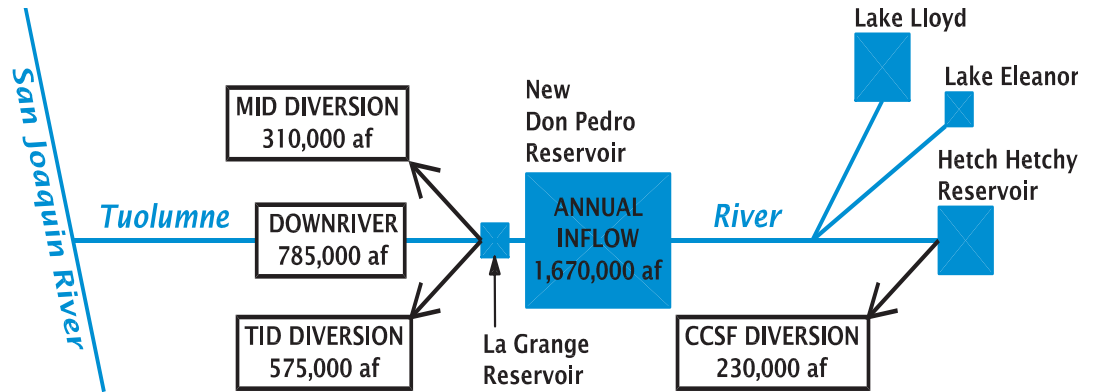 San Joaquin River
Tuolumne
MID DIVERSION
310,000 af
DOWNRIVER
785,000 af
TID DIVERSION
575,000 af
La Grange
Reservoir
New
Don Pedro
Reservoir
ANNUAL
INFLOW
1,670,000 af
River
Lake Lloyd
Lake Eleanor
Hetch Hetchy
Reservoir
CCSF DIVERSION
230,000 af